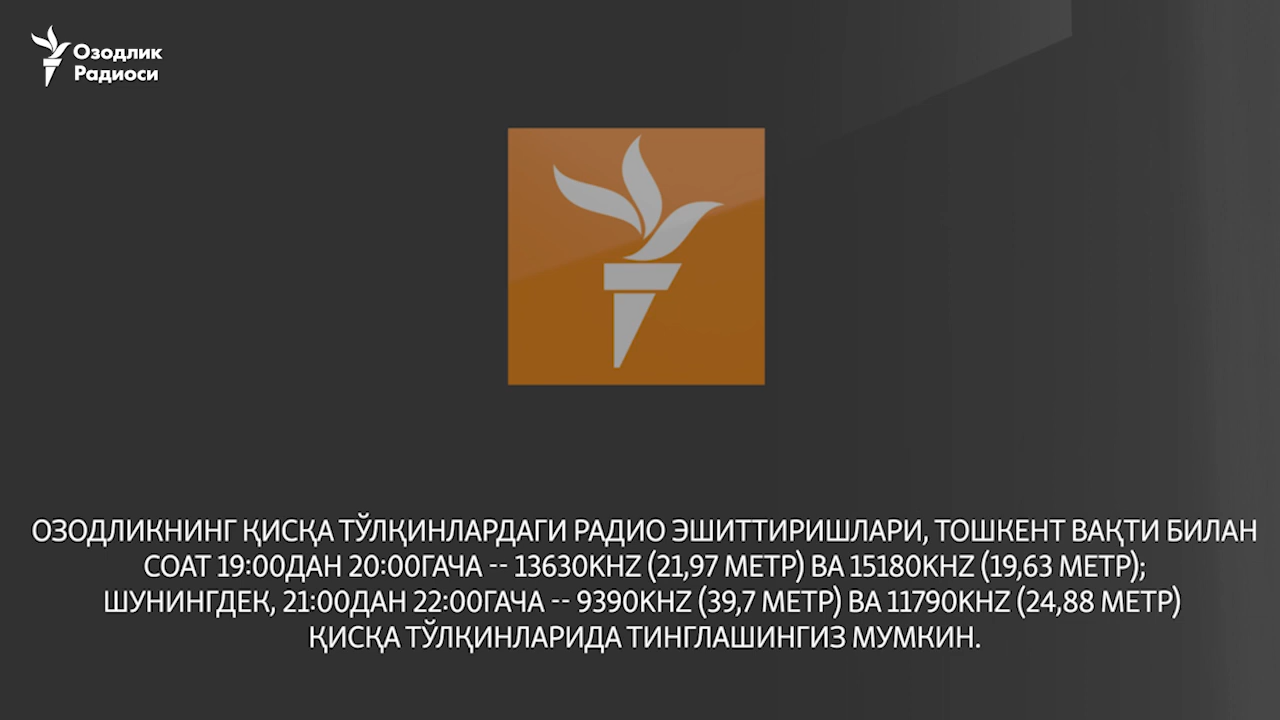 Озодлик
Радиоси
ОЗОДЛИКНИНГ ҚИСҚА ТЎЛҚИНЛАРДАГИ РАДИО ЭШИТТИРИШЛАРИ, ТОШКЕНТ ВАҚТИ БИЛАН
СОАТ 19:00ДАН 20:00ГАЧА -- 13630KHZ (21,97 МЕТР) ВА 15180KHZ (19,63 МЕТР);
ШУНИНГДЕК, 21:00ДАН 22:00ГАЧА -- 9390KHZ (39,7 МЕТР) ВА 11790KHZ (24,88 МЕТР)
ҚИСҚА ТЎЛҚИНЛАРИДА ТИНГЛАШИНГИЗ МУМКИН.